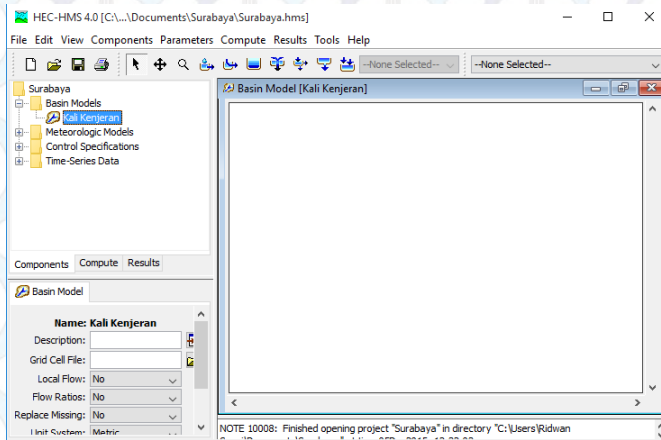 HEC-HMS 4.0 [C:\...\Documents\Surabaya\Surabaya.hms]
File Edit View Components Parameters Compute Results Tools Help
--None Selected-- --None Selected--
Surabaya
Basin Models
Kali Kenjeran
Meteorologic Models
Control Specifications
Time-Series Data
Components Compute Results
Basin Model [Kali Kenjeran]
Basin Model
Name: Kali Kenjeran
Description:
Grid Cell File:
Local Flow: No
Flow Ratios: No
Replace Missing: No
Unit System: Metric
NOTE 10008: Finished opening project "Surabaya" in directory "C:\Users\Ridwan